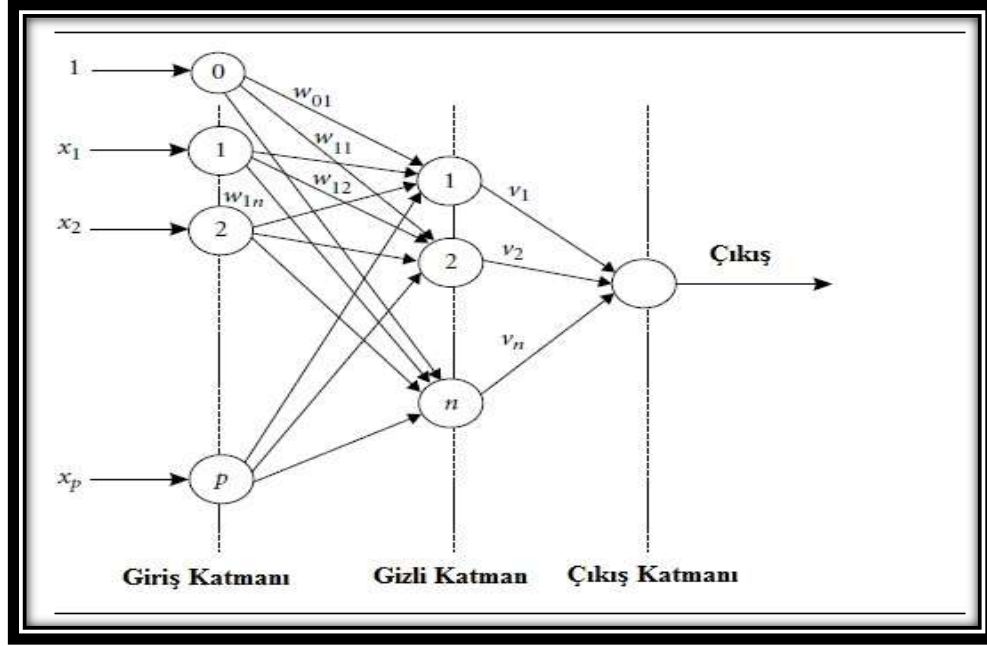 1
0
w01
x1
1
w11
w12
1
v1
w1n
x2
2
2
v2
Çıkış
vn
n
xp
p
Giriş Katmanı
Gizli Katman
Çıkış Katmanı